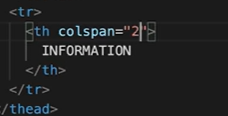 <tr>
<th colspan="2">
INFORMATION
</th>
</tr>
</thead>